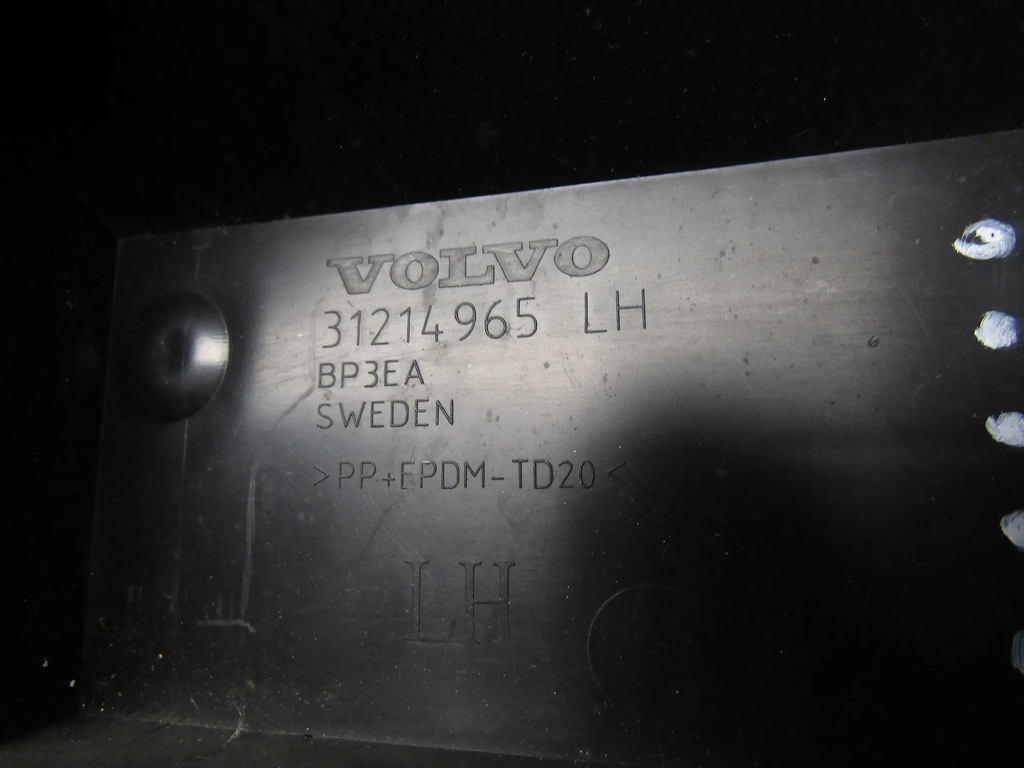 VOLVO
31214965 LH
BP3EA
SWEDEN
>PP+EPDM-TD20<
LH